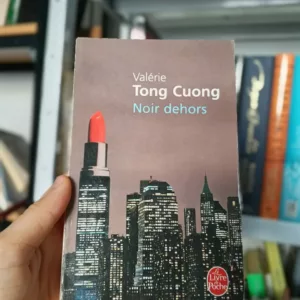 Valérie
Tong Cuong
Noir dehors
Le Livre
de
Poche